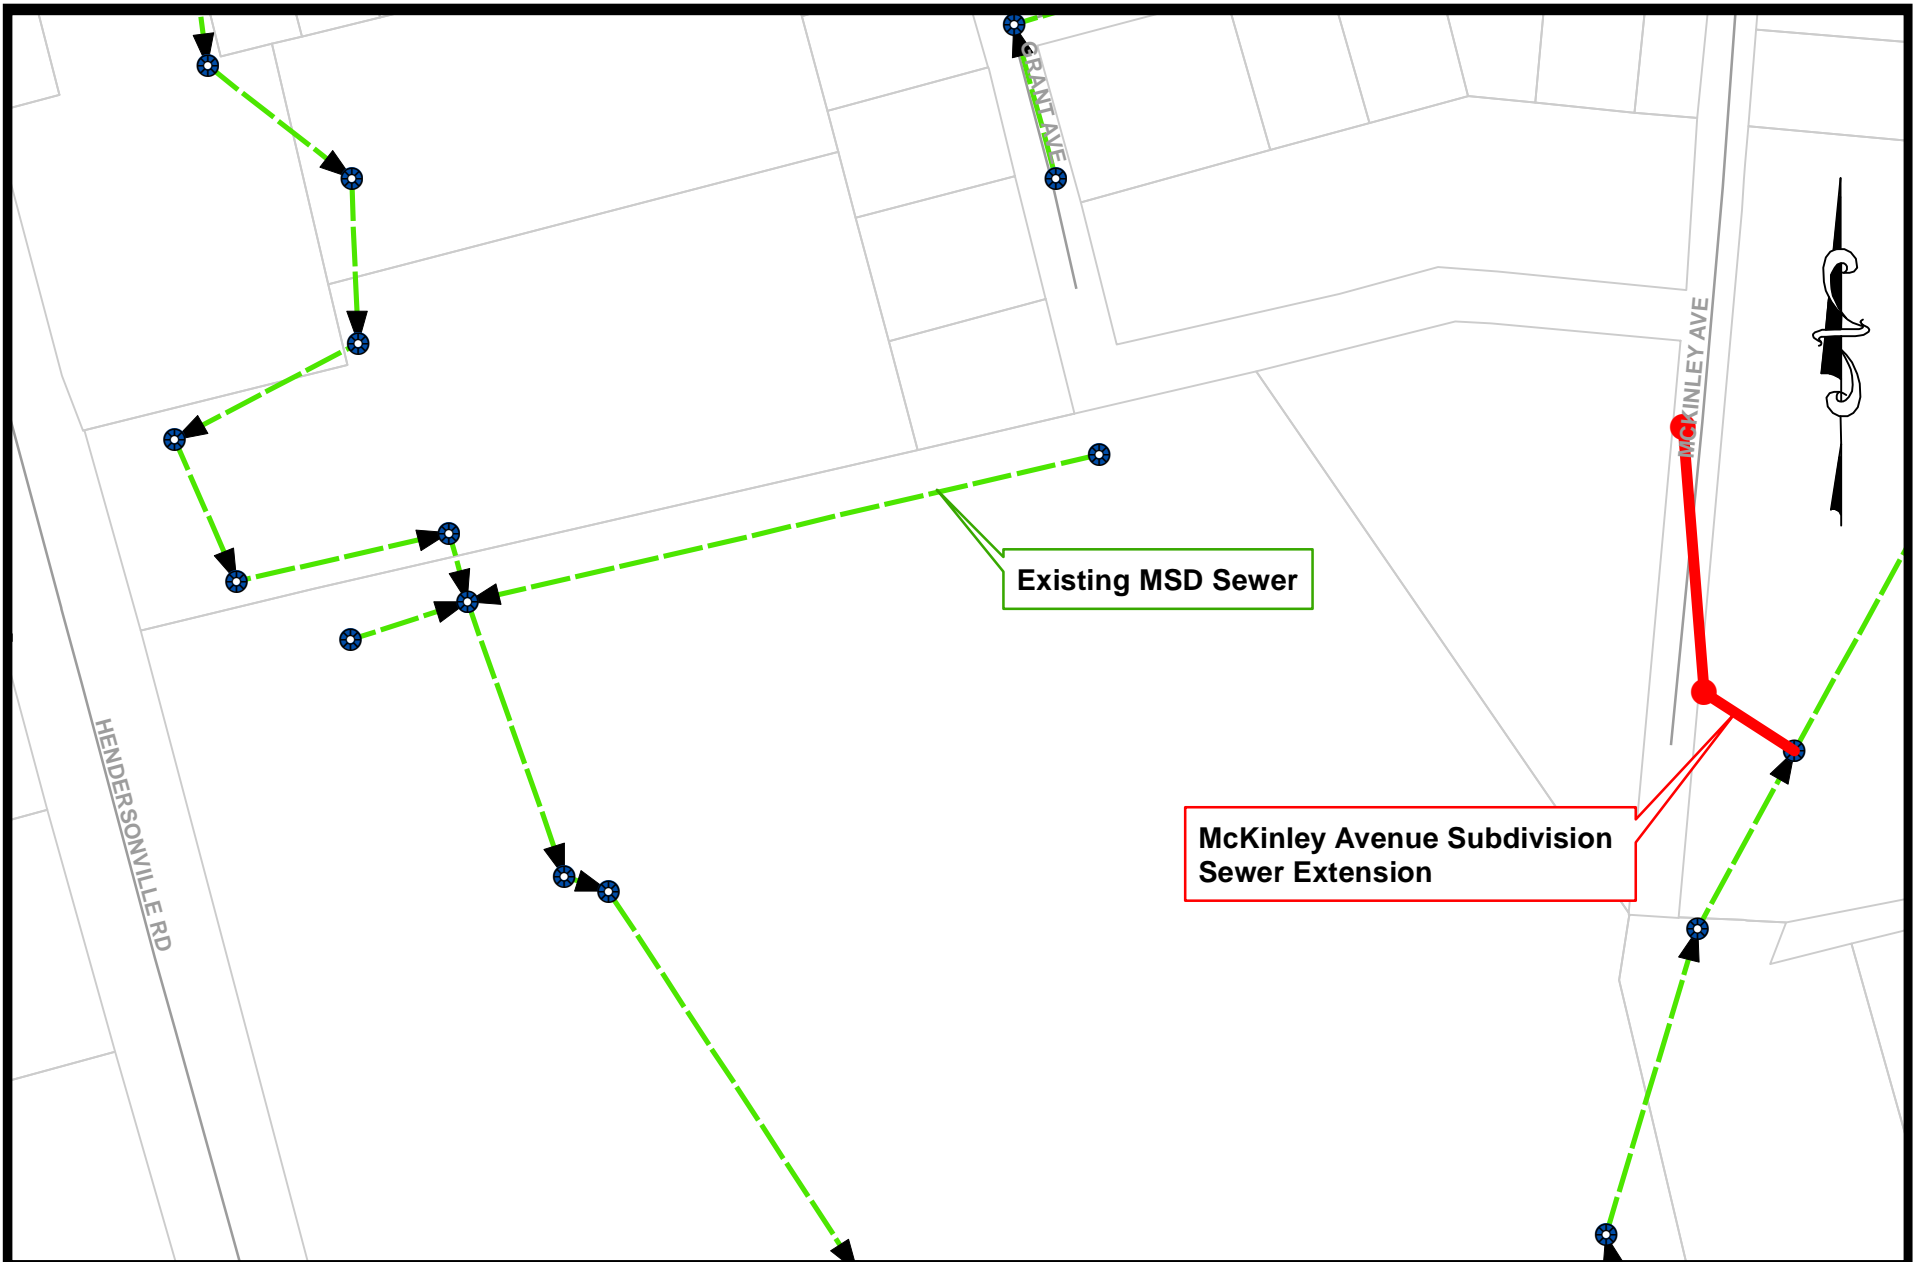 GRANT AVE
MCKINLEY AVE
Existing MSD Sewer
HENDERSONVILLE RD
McKinley Avenue Subdivision
Sewer Extension